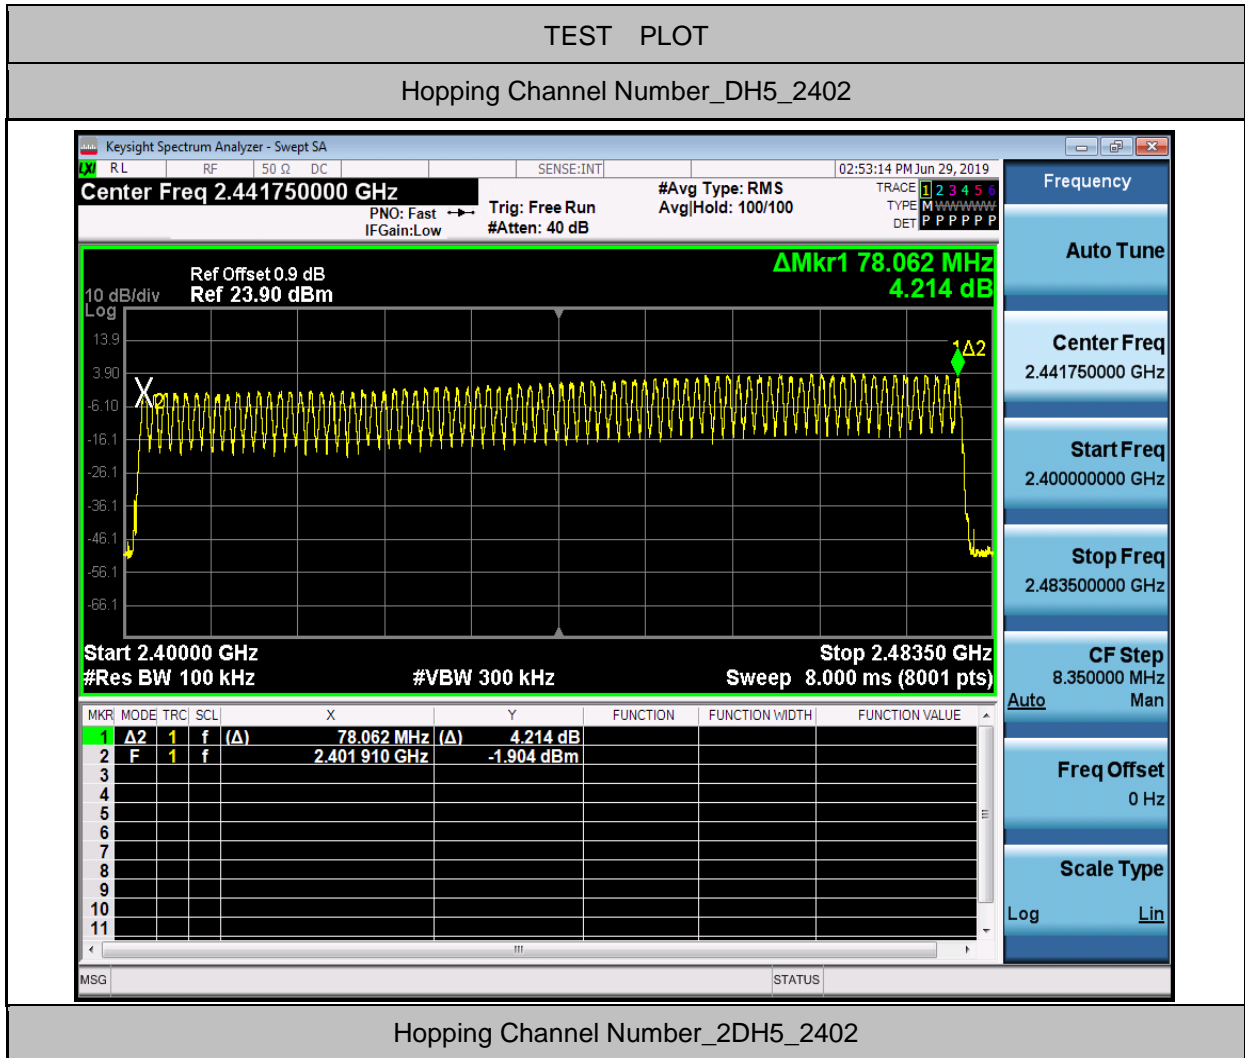 TEST PLOT
Hopping Channel Number_DH5_2402
Keysight Spectrum Analyzer - Swept SA
LXI RL RF 50 Ω DC SENSE:INT 02:53:14 PM Jun 29, 2019
Center Freq 2.441750000 GHz
PNO: Fast
IFGain:Low
Trig: Free Run
#Atten: 40 dB
#Avg Type: RMS
Avg|Hold: 100/100
TRACE 1 2 3 4 5 6
TYPE M W W W W W
DET P P P P P P
Frequency
Auto Tune
Center Freq
2.441750000 GHz
Start Freq
2.400000000 GHz
Stop Freq
2.483500000 GHz
CF Step
8.350000 MHz
Auto Man
Freq Offset
0 Hz
Scale Type
Log Lin
ΔMkr1 78.062 MHz
4.214 dB
Ref Offset 0.9 dB
10 dB/div Ref 23.90 dBm
Log
13.9
3.90
-6.10
-16.1
-26.1
-36.1
-46.1
-56.1
-66.1
X2
1Δ2
Start 2.40000 GHz Stop 2.48350 GHz
#Res BW 100 kHz #VBW 300 kHz Sweep 8.000 ms (8001 pts)
MKR MODE TRC SCL X Y FUNCTION FUNCTION WIDTH FUNCTION VALUE
1 Δ2 1 f (Δ) 78.062 MHz (Δ) 4.214 dB
2 F 1 f 2.401 910 GHz -1.904 dBm
3
4
5
6
7
8
9
10
11
MSG STATUS
Hopping Channel Number_2DH5_2402